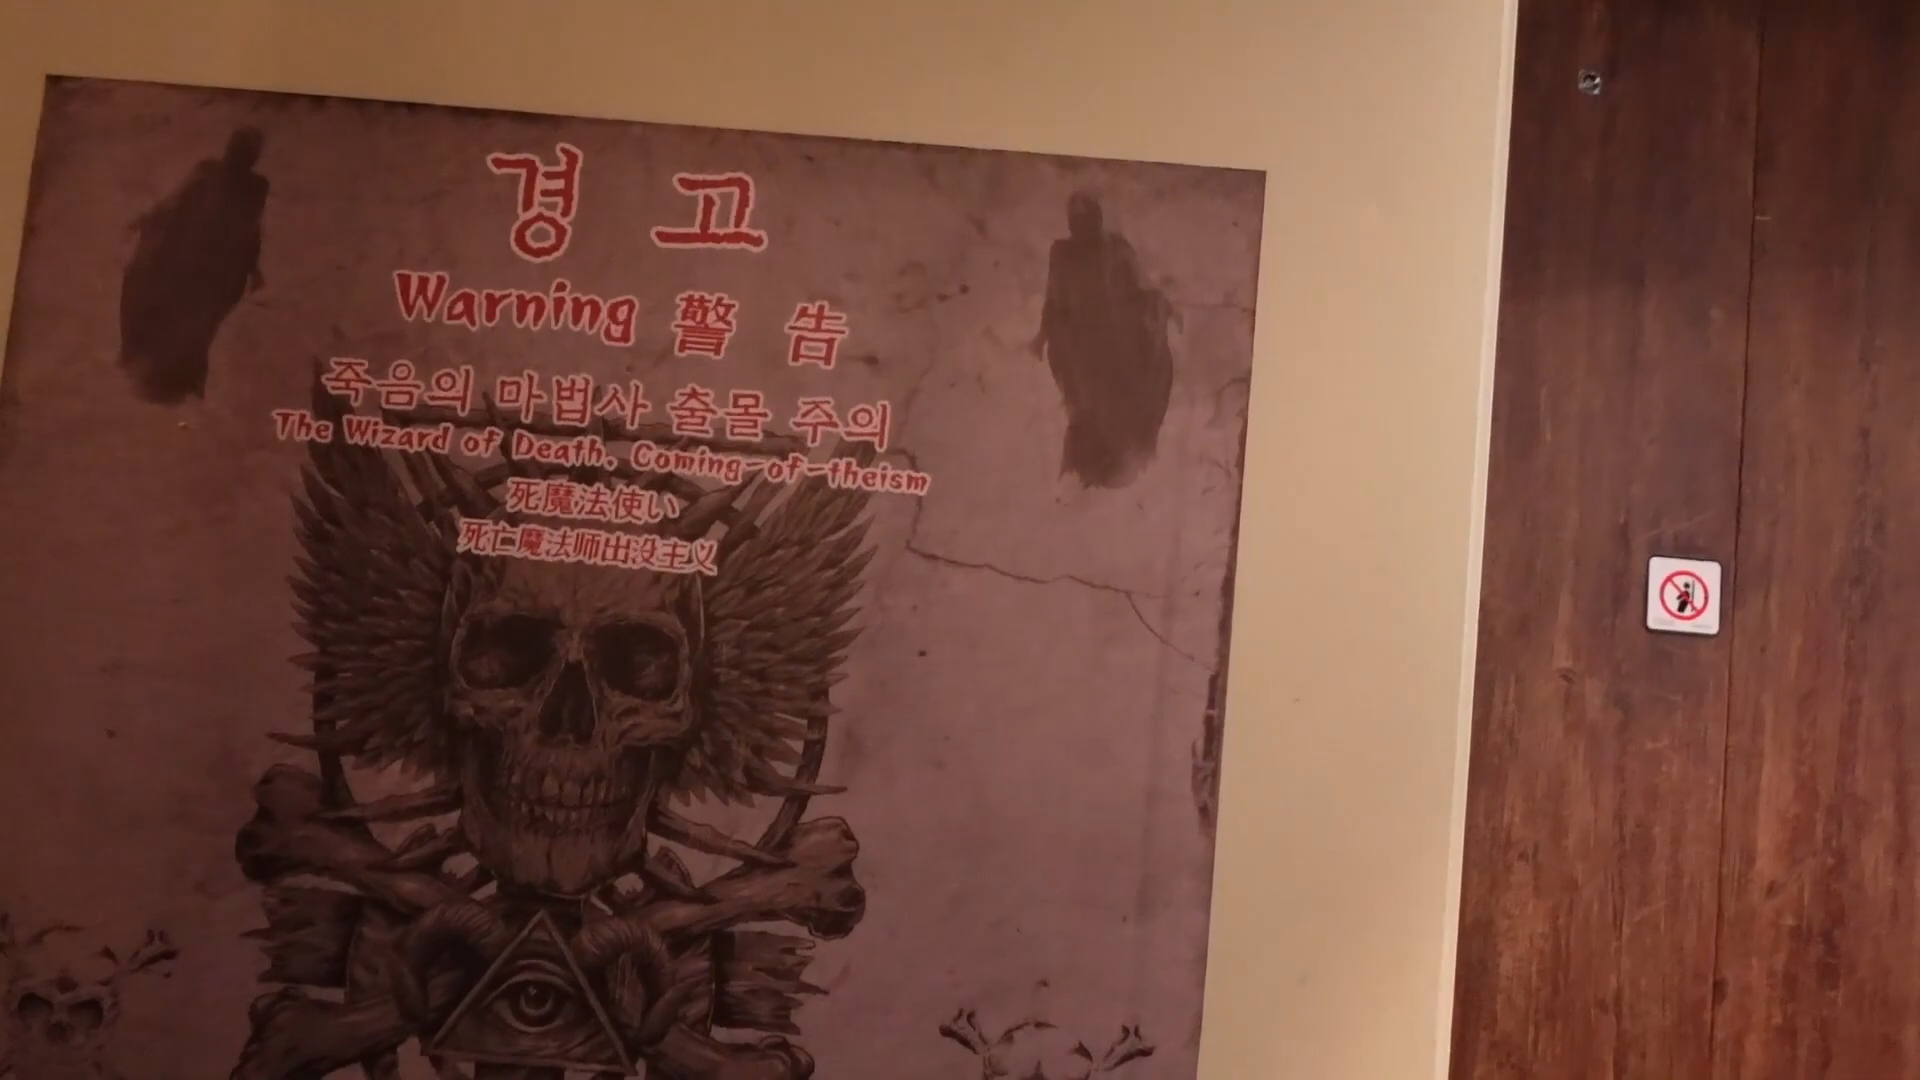 경 고
Warning 警 告
죽음의 마법사 출몰 주의
The Wizard of Death. Coming-of-theism
死魔法使い
死亡魔法师出没主义